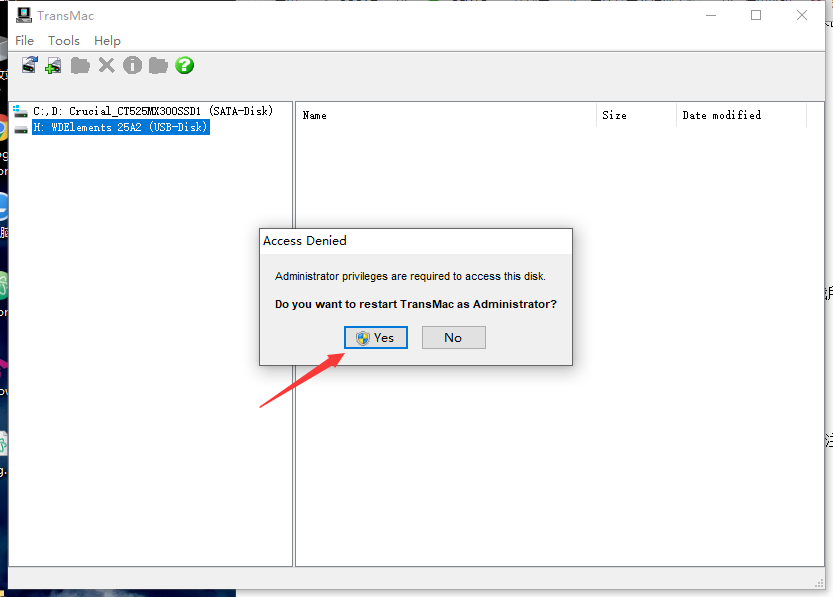 TransMac
File Tools Help
C:,D: Crucial_CT525MX300SSD1 (SATA-Disk)
H: WDElements 25A2 (USB-Disk)
Name Size Date modified
Access Denied
Administrator privileges are required to access this disk.
Do you want to restart TransMac as Administrator?
Yes No